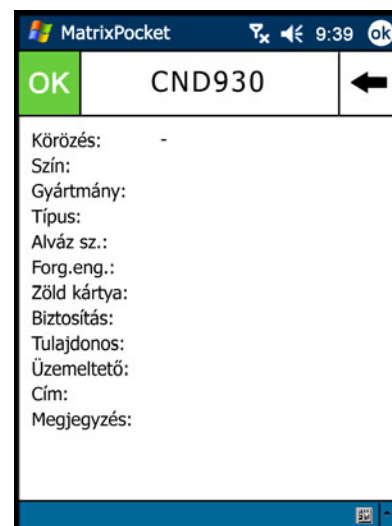 MatrixPocket 9:39 ok
OK CND930
Körözés: -
Szín:
Gyártmány:
Típus:
Alváz sz.:
Forg.eng.:
Zöld kártya:
Biztosítás:
Tulajdonos:
Üzemeltető:
Cím:
Megjegyzés: